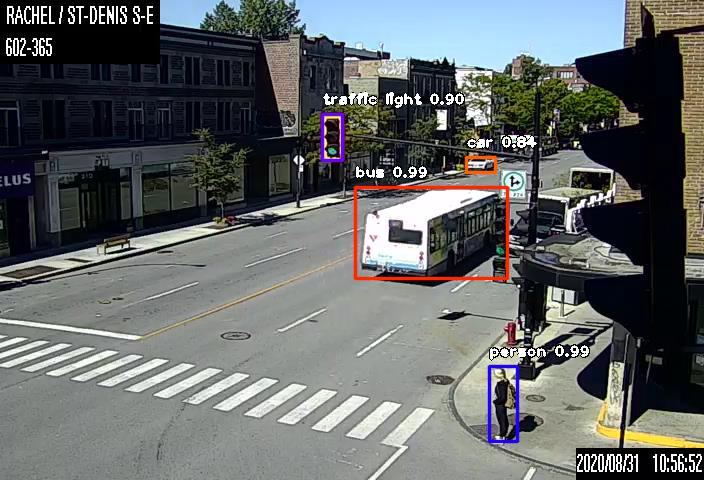 RACHEL / ST-DENIS S-E
602-365
traffic light 0.90
car 0.84
bus 0.99
ELUS
person 0.99
2020/08/31 10:56:52